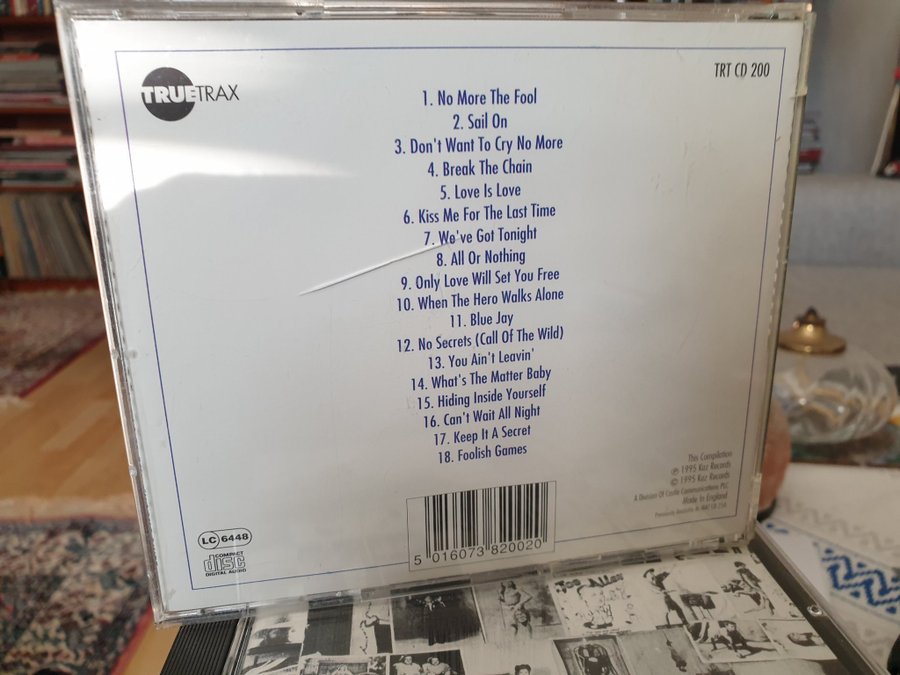 TRUETRAX
TRT CD 200
1. No More The Fool
2. Sail On
3. Don't Want To Cry No More
4. Break The Chain
5. Love Is Love
6. Kiss Me For The Last Time
7. We've Got Tonight
8. All Or Nothing
9. Only Love Will Set You Free
10. When The Hero Walks Alone
11. Blue Jay
12. No Secrets (Call Of The Wild)
13. You Ain't Leavin'
14. What's The Matter Baby
15. Hiding Inside Yourself
16. Can't Wait All Night
17. Keep It A Secret
18. Foolish Games
This Compilation
℗ 1995 Kaz Records
© 1995 Kaz Records
A Division Of Castle Communications PLC
Made In England
LC 6448
COMPACT
disc
DIGITAL AUDIO
5 016073 820020